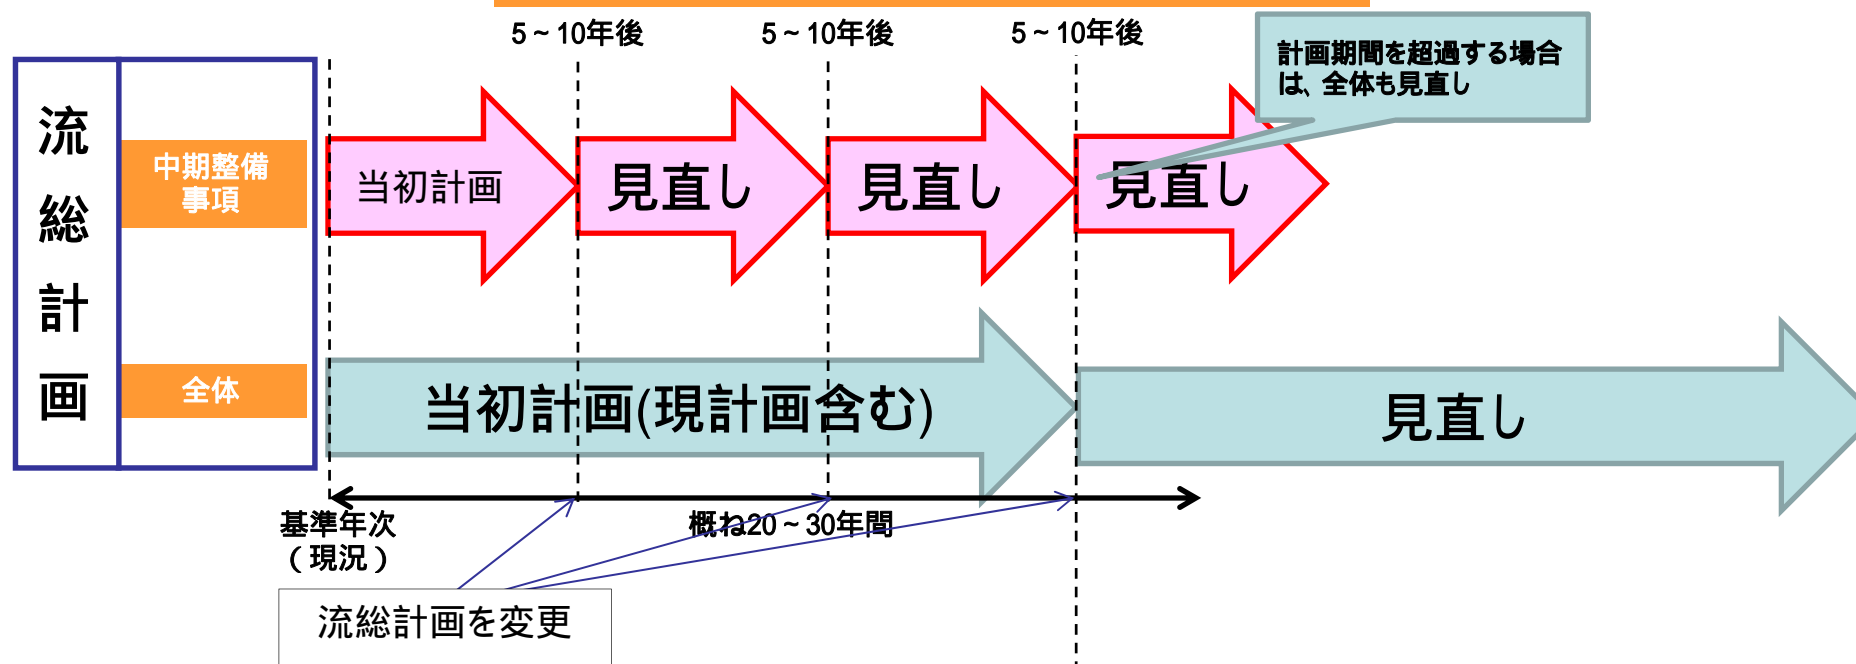 5～10年後
5～10年後
5～10年後
計画期間を超過する場合
は、全体も見直し
流総計画
中期整備
事項
当初計画
見直し
見直し
見直し
全体
当初計画(現計画含む)
見直し
基準年次
（現況）
概ね20～30年間
流総計画を変更